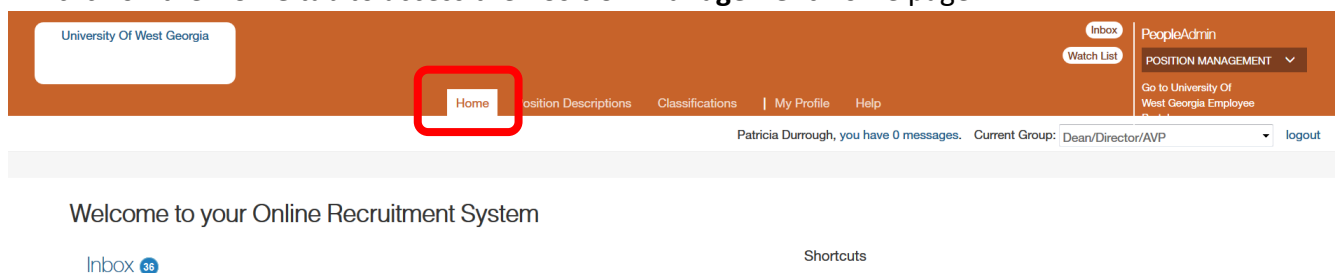 University Of West Georgia
Inbox
PeopleAdmin
Watch List
POSITION MANAGEMENT
Go to University Of
West Georgia Employee
Home Position Descriptions Classifications | My Profile Help
Patricia Durrough, you have 0 messages. Current Group: Dean/Director/AVP logout
Welcome to your Online Recruitment System
Inbox 36
Shortcuts